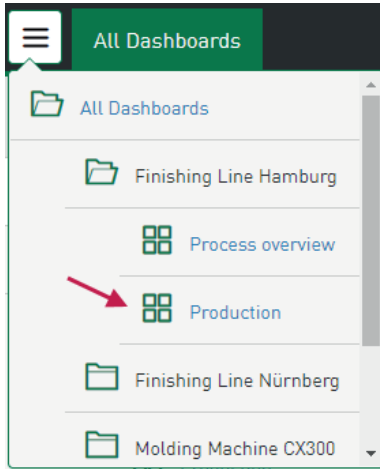 All Dashboards
All Dashboards
Finishing Line Hamburg
Process overview
Production
Finishing Line Nürnberg
Molding Machine CX300